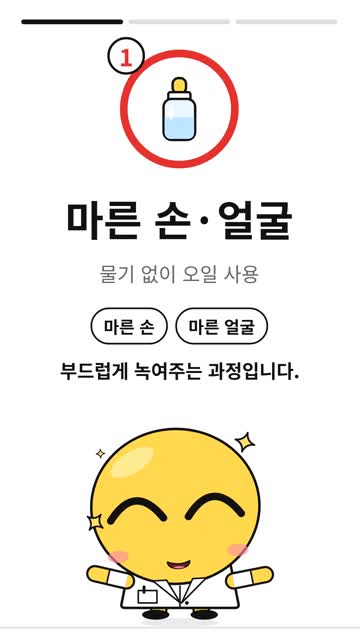 1
마른 손·얼굴
물기 없이 오일 사용
마른 손 마른 얼굴
부드럽게 녹여주는 과정입니다.